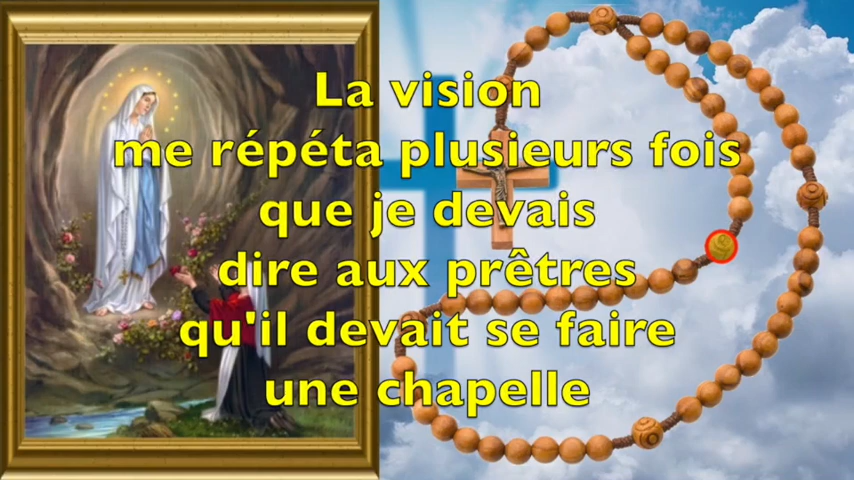 La vision
me répéta plusieurs fois
que je devais
dire aux prêtres
qu'il devait se faire
une chapelle